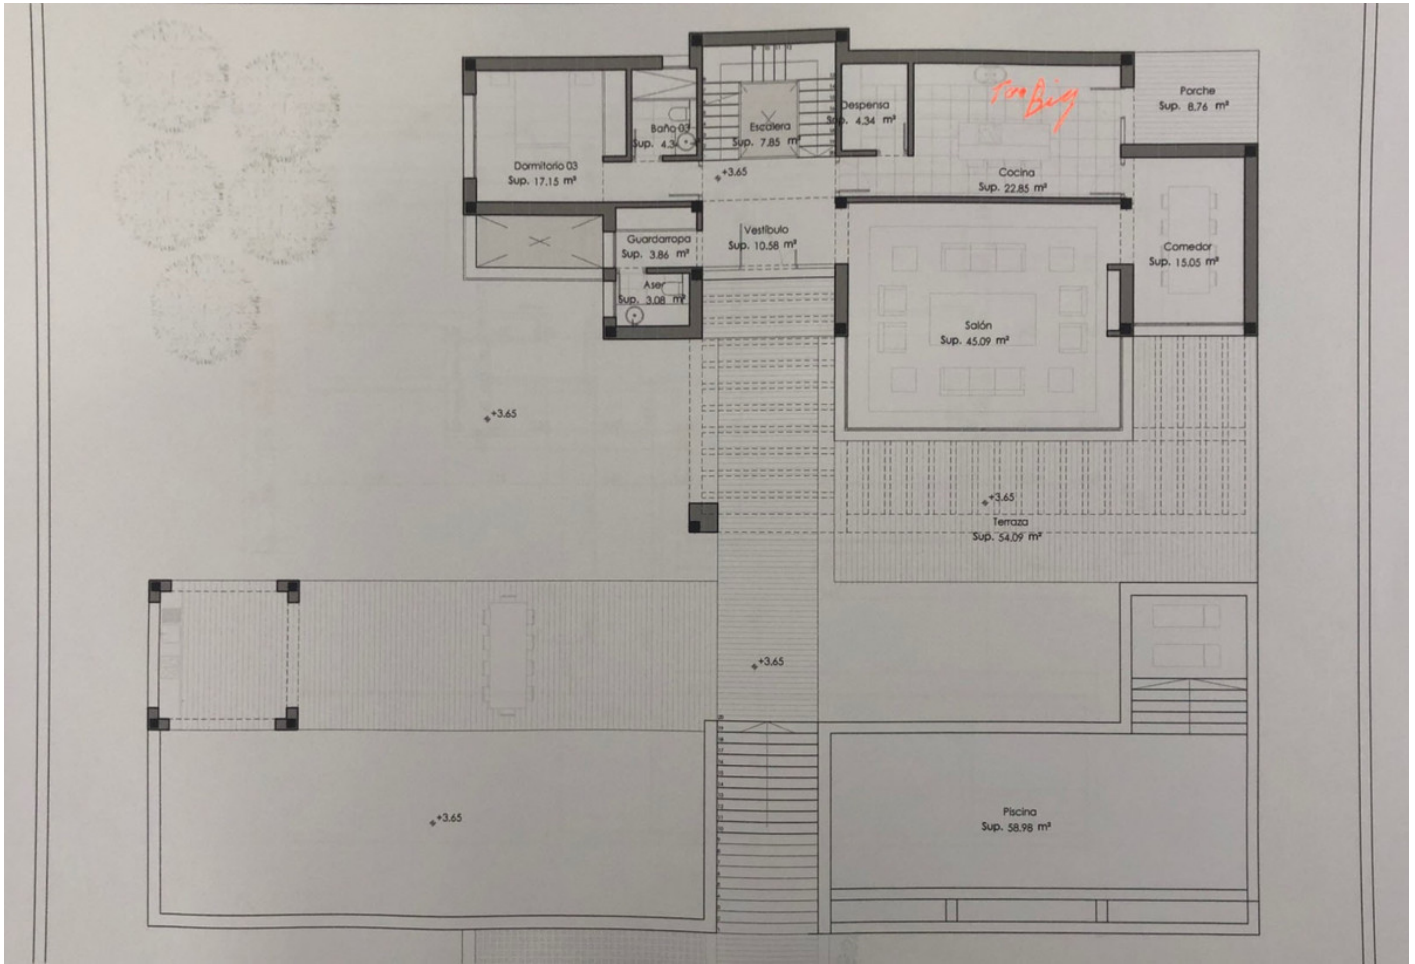 Too Big
Porche
Sup. 8.76 m²
Despensa
Sup. 4.34 m²
Baño 03
Sup. 4.3
Escalera
Sup. 7.85 m²
Dormitorio 03
Sup. 17.15 m²
+3.65
Cocina
Sup. 22.85 m²
Guardarropa
Sup. 3.86 m²
Vestíbulo
Sup. 10.58 m²
Comedor
Sup. 15.05 m²
Aseo
Sup. 3.08 m²
Salón
Sup. 45.09 m²
+3.65
+3.65
Terraza
Sup. 54.09 m²
+3.65
+3.65
Piscina
Sup. 58.98 m²